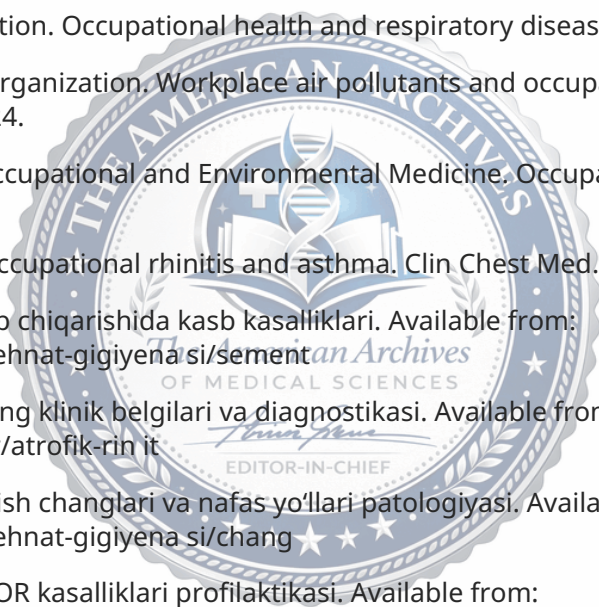 tion. Occupational health and respiratory diseas
rganization. Workplace air pollutants and occupa
24.
ccupational and Environmental Medicine. Occupa
ccupational rhinitis and asthma. Clin Chest Med.
b chiqarishida kasb kasalliklari. Available from:
ehnat-gigiyena si/sement
ng klinik belgilari va diagnostikasi. Available fron
/atrofik-rin it
ish changlari va nafas yo‘llari patologiyasi. Availa
ehnat-gigiyena si/chang
OR kasalliklari profilaktikasi. Available from:
THE AMERICAN ARCHIVES
The American Archives
OF MEDICAL SCIENCES
EDITOR-IN-CHIEF